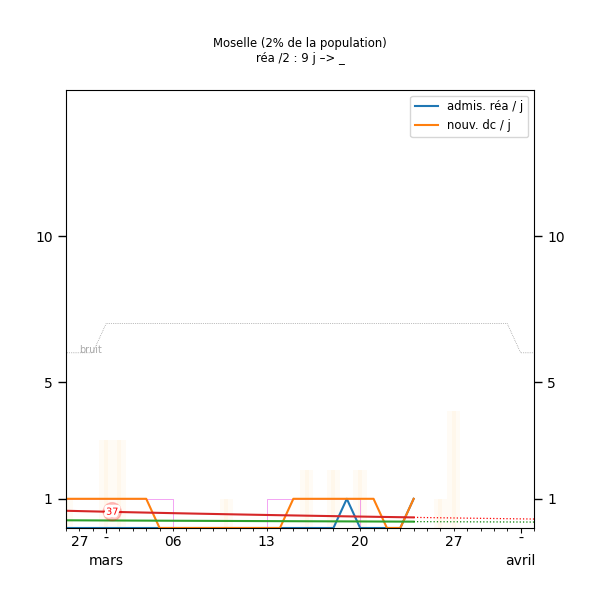 Moselle (2% de la population)
réa /2 : 9 j –> _
admis. réa / j
nouv. dc / j
10
10
bruit
5
5
1
1
37
27
-
06
13
20
27
-
mars
avril